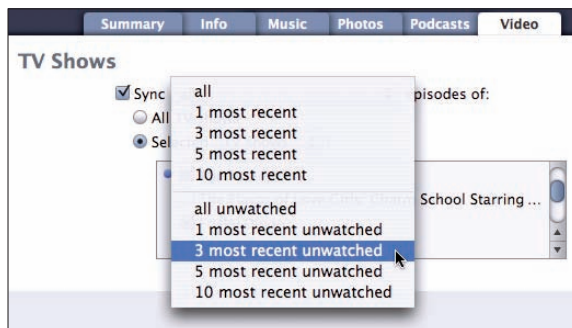 Summary Info Music Photos Podcasts Video
TV Shows
Sync episodes of:
all
1 most recent
3 most recent
5 most recent
10 most recent
all unwatched
1 most recent unwatched
3 most recent unwatched
5 most recent unwatched
10 most recent unwatched
All
School Starring ...